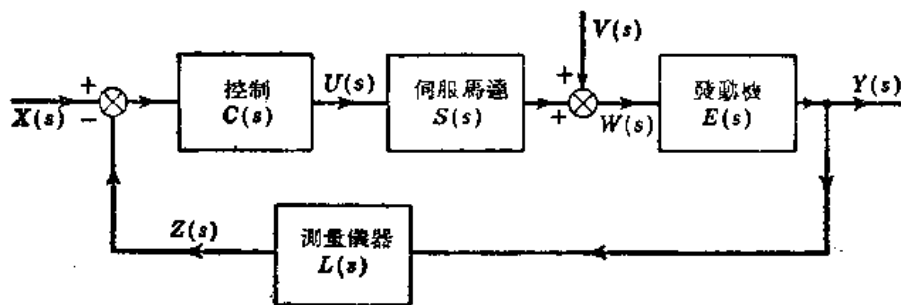 V(s)
+
X(s)
−
控制
C(s)
U(s)
伺服馬達
S(s)
+
+
W(s)
發動機
E(s)
Y(s)
Z(s)
測量儀器
L(s)